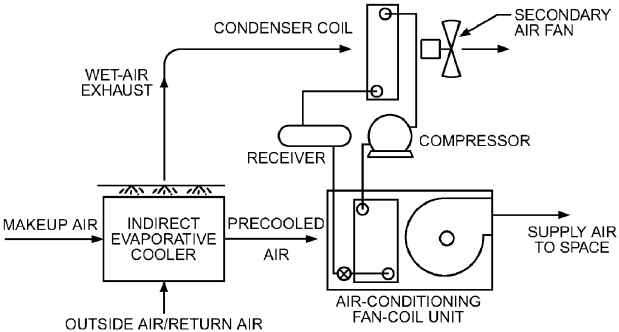 SECONDARY
AIR FAN
CONDENSER COIL
WET-AIR
EXHAUST
COMPRESSOR
RECEIVER
MAKEUP AIR
INDIRECT
EVAPORATIVE
COOLER
PRECOOLED
AIR
SUPPLY AIR
TO SPACE
AIR-CONDITIONING
FAN-COIL UNIT
OUTSIDE AIR/RETURN AIR